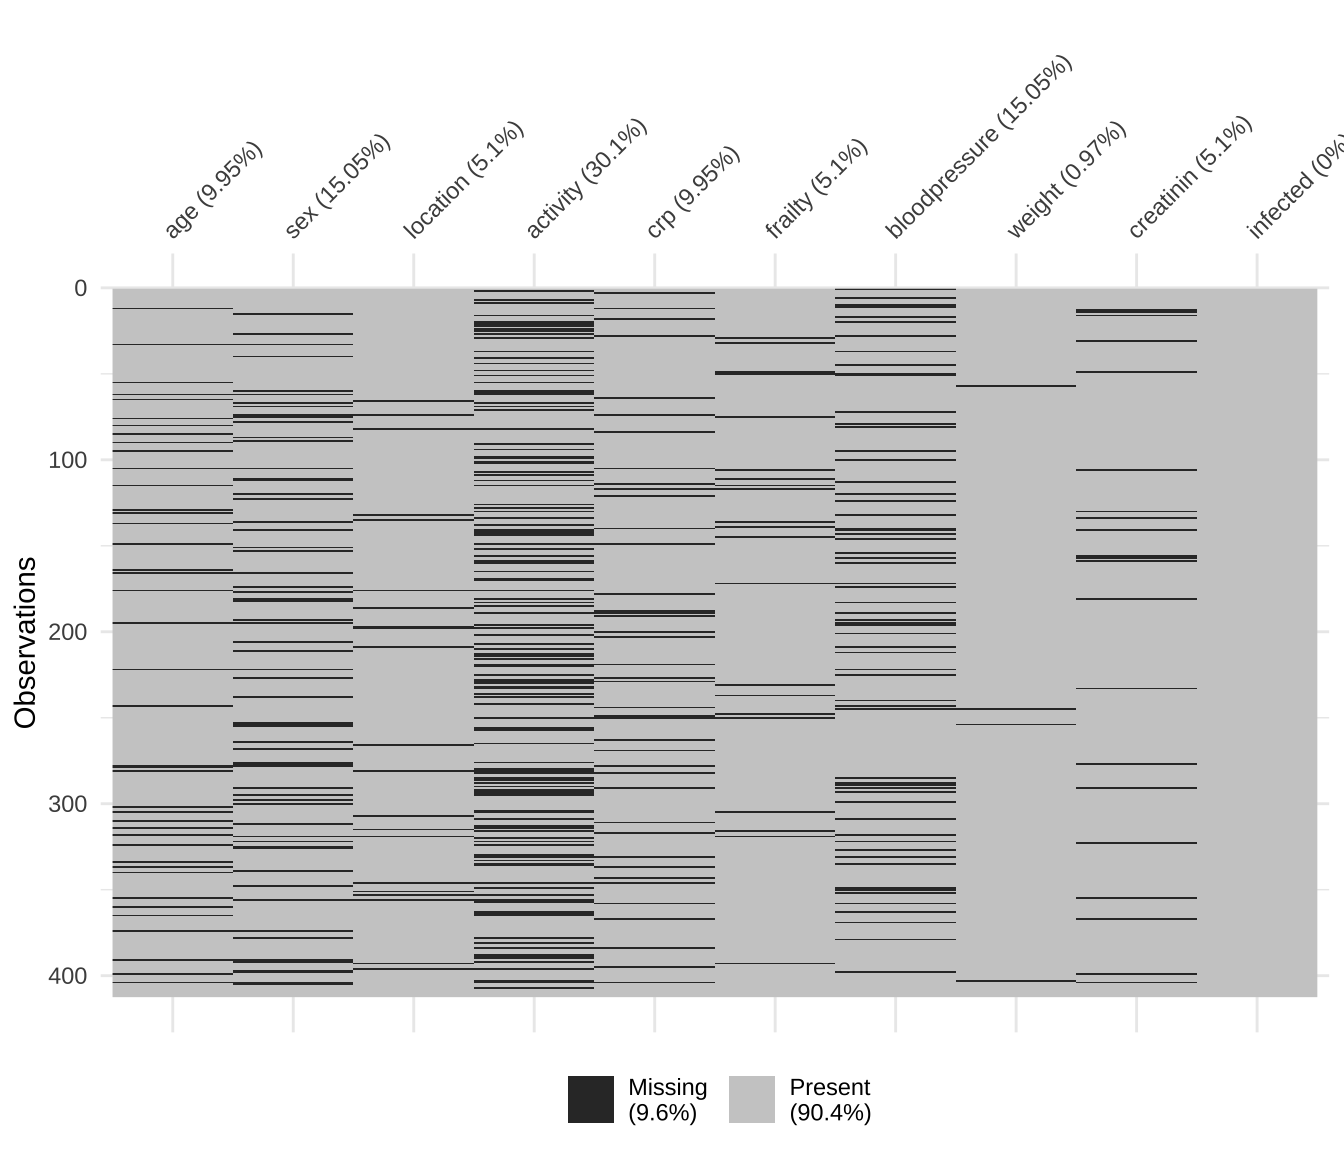 age (9.95%)
sex (15.05%)
location (5.1%)
activity (30.1%)
crp (9.95%)
frailty (5.1%)
bloodpressure (15.05%)
weight (0.97%)
creatinin (5.1%)
infected (0%
Observations
0
100
200
300
400
Missing
(9.6%)
Present
(90.4%)